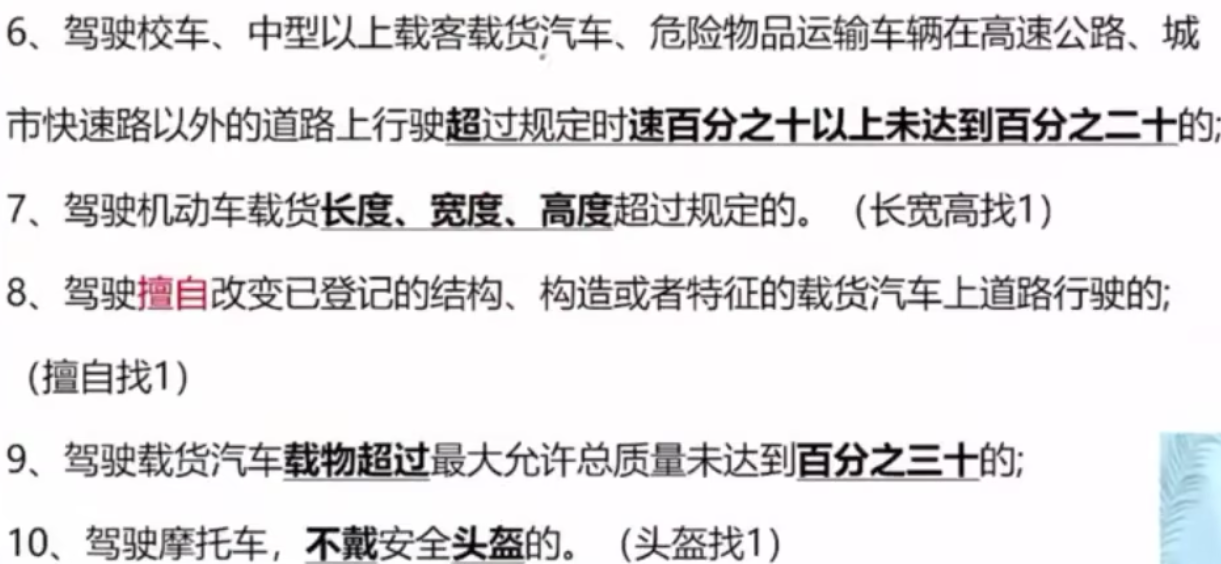 6、驾驶校车、中型以上载客载货汽车、危险物品运输车辆在高速公路、城
市快速路以外的道路上行驶超过规定时速百分之十以上未达到百分之二十的;
7、驾驶机动车载货长度、宽度、高度超过规定的。（长宽高找1）
8、驾驶擅自改变已登记的结构、构造或者特征的载货汽车上道路行驶的;
（擅自找1）
9、驾驶载货汽车载物超过最大允许总质量未达到百分之三十的;
10、驾驶摩托车，不戴安全头盔的。（头盔找1）